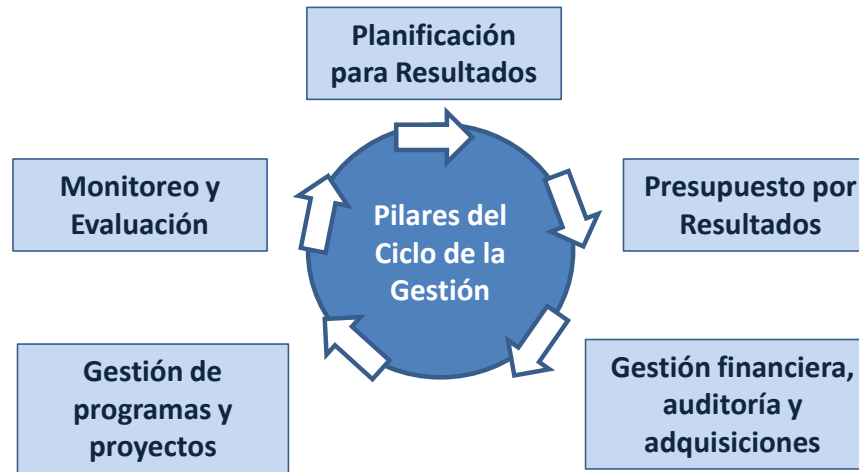 Planificación
para Resultados
Monitoreo y
Evaluación
Pilares del
Ciclo de la
Gestión
Presupuesto por
Resultados
Gestión de
programas y
proyectos
Gestión financiera,
auditoría y
adquisiciones